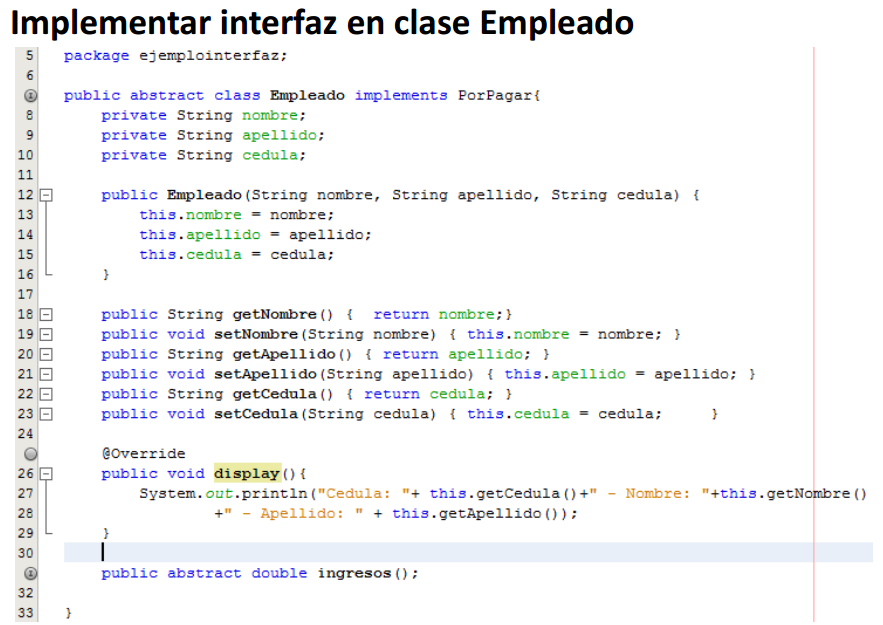 Implementar interfaz en clase Empleado
5 package ejemplointerfaz;
6
public abstract class Empleado implements PorPagar{
8 private String nombre;
9 private String apellido;
10 private String cedula;
11
12 public Empleado(String nombre, String apellido, String cedula) {
13 this.nombre = nombre;
14 this.apellido = apellido;
15 this.cedula = cedula;
16 }
17
18 public String getNombre() {  return nombre;}
19 public void setNombre(String nombre) { this.nombre = nombre; }
20 public String getApellido() { return apellido; }
21 public void setApellido(String apellido) { this.apellido = apellido; }
22 public String getCedula() { return cedula; }
23 public void setCedula(String cedula) { this.cedula = cedula;     }
24
@Override
26 public void display(){
27 System.out.println("Cedula: "+ this.getCedula()+" - Nombre: "+this.getNombre()
28 +" - Apellido: " + this.getApellido());
29 }
30
public abstract double ingresos();
32
33 }